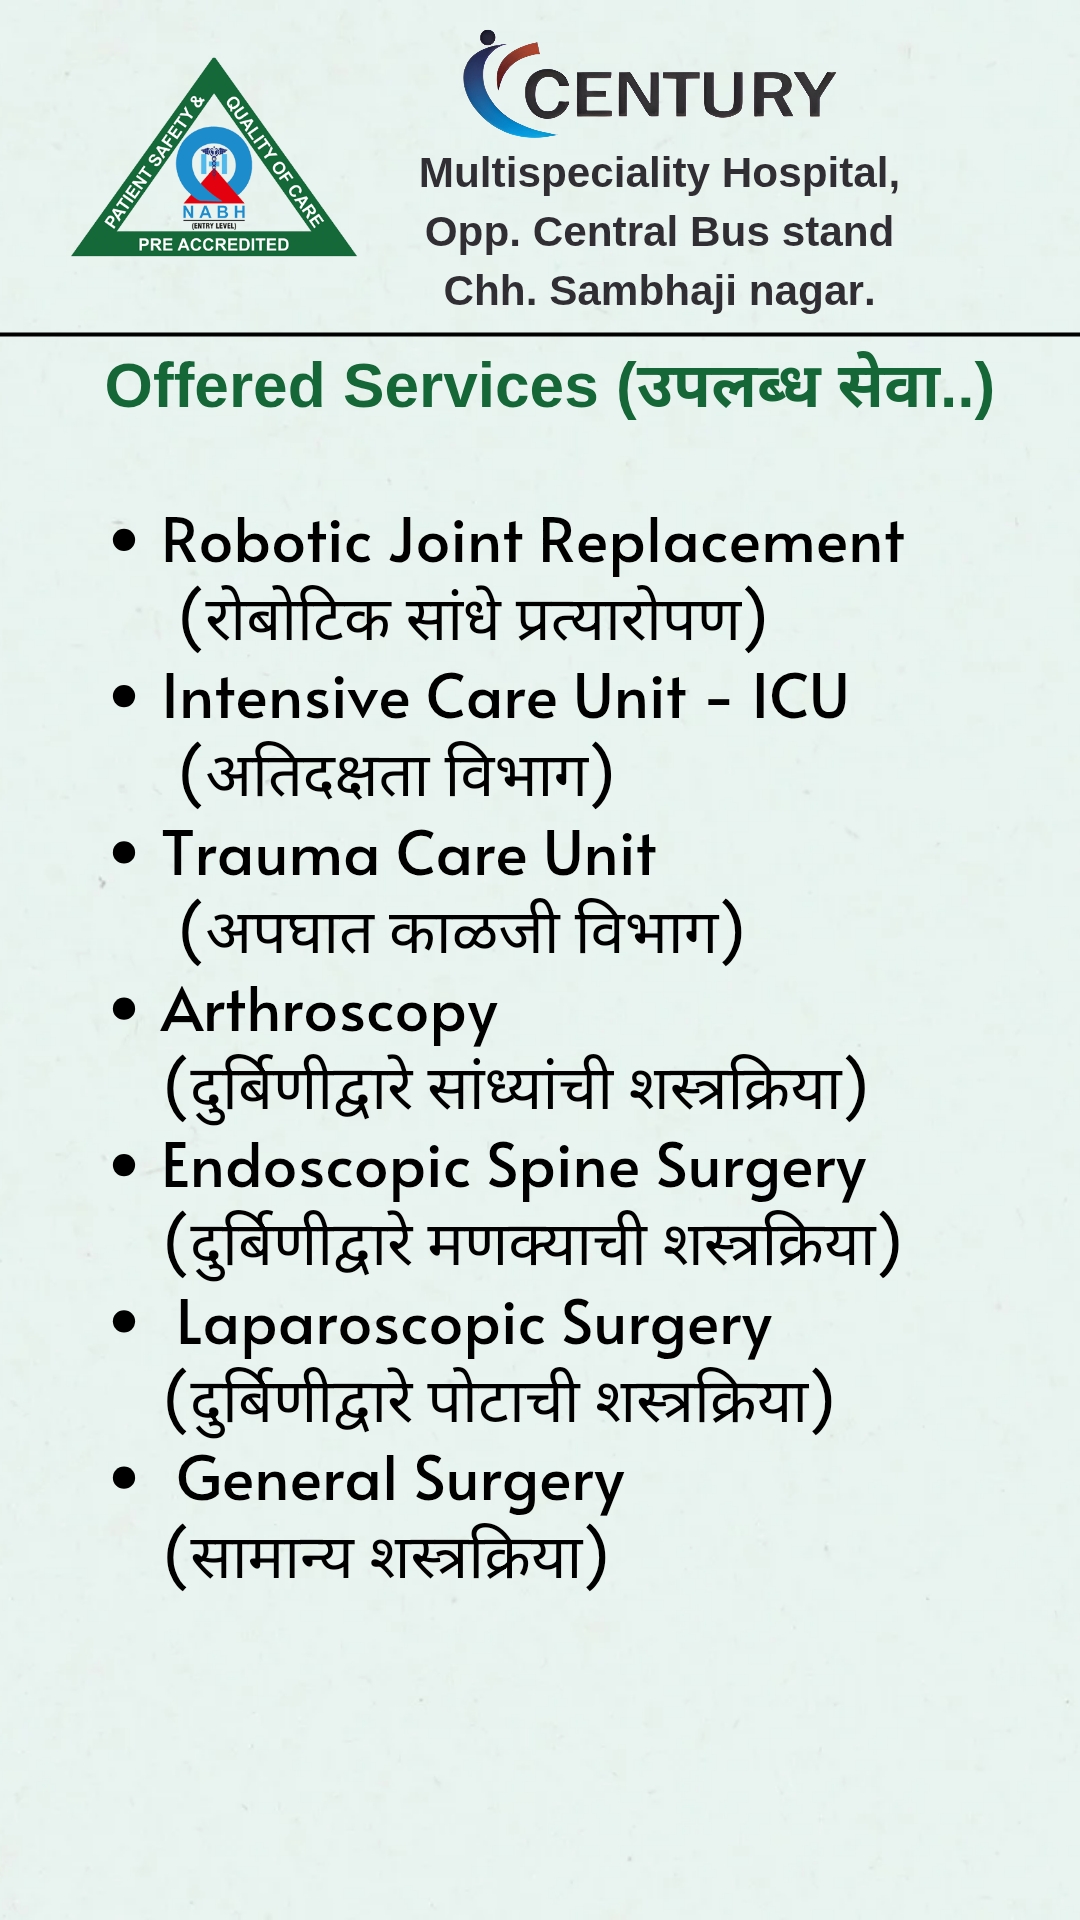 PATIENT SAFETY & QUALITY OF CARE
NABH
(ENTRY LEVEL)
PRE ACCREDITED
CENTURY
Multispeciality Hospital,
Opp. Central Bus stand
Chh. Sambhaji nagar.
Offered Services (उपलब्ध सेवा..)
• Robotic Joint Replacement
(रोबोटिक सांधे प्रत्यारोपण)
• Intensive Care Unit - ICU
(अतिदक्षता विभाग)
• Trauma Care Unit
(अपघात काळजी विभाग)
• Arthroscopy
(दुर्बिणीद्वारे सांध्यांची शस्त्रक्रिया)
• Endoscopic Spine Surgery
(दुर्बिणीद्वारे मणक्याची शस्त्रक्रिया)
• Laparoscopic Surgery
(दुर्बिणीद्वारे पोटाची शस्त्रक्रिया)
• General Surgery
(सामान्य शस्त्रक्रिया)